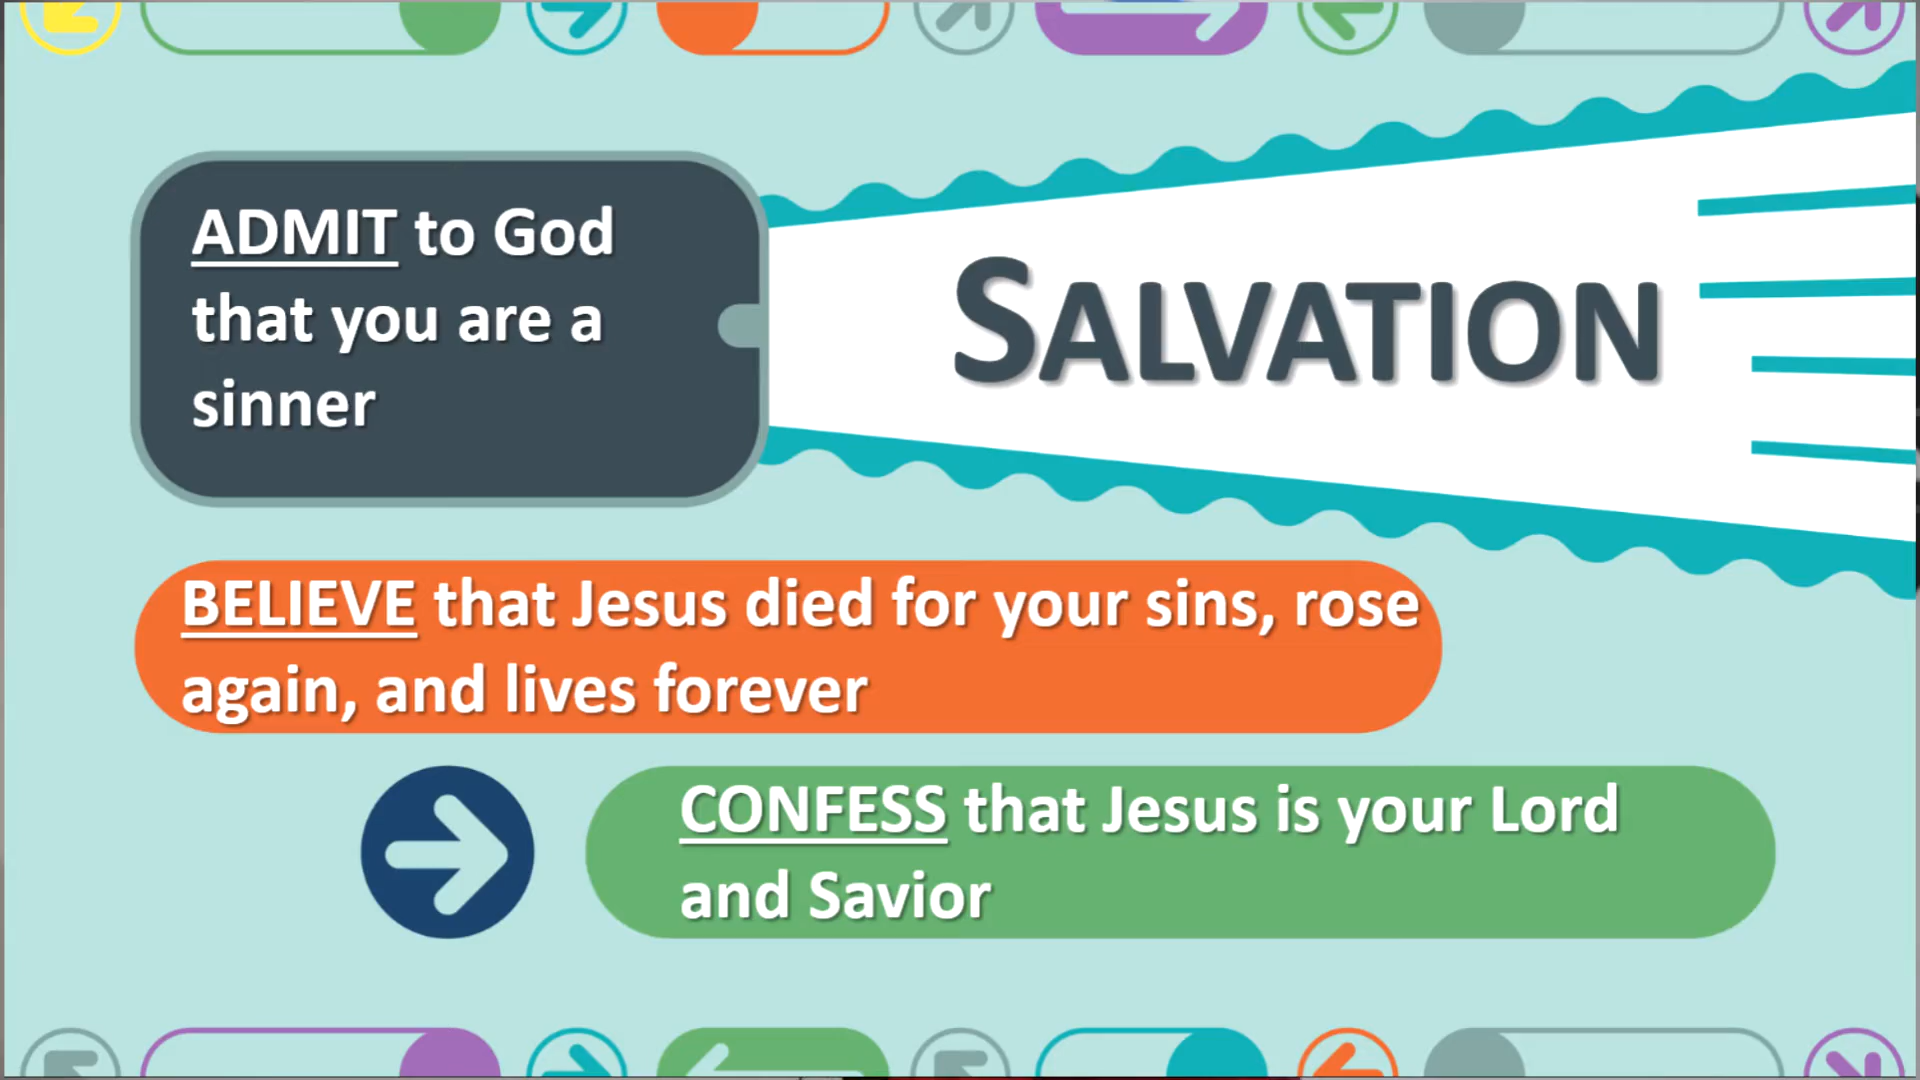 ADMIT to God
that you are a
sinner
SALVATION
BELIEVE that Jesus died for your sins, rose
again, and lives forever
CONFESS that Jesus is your Lord
and Savior